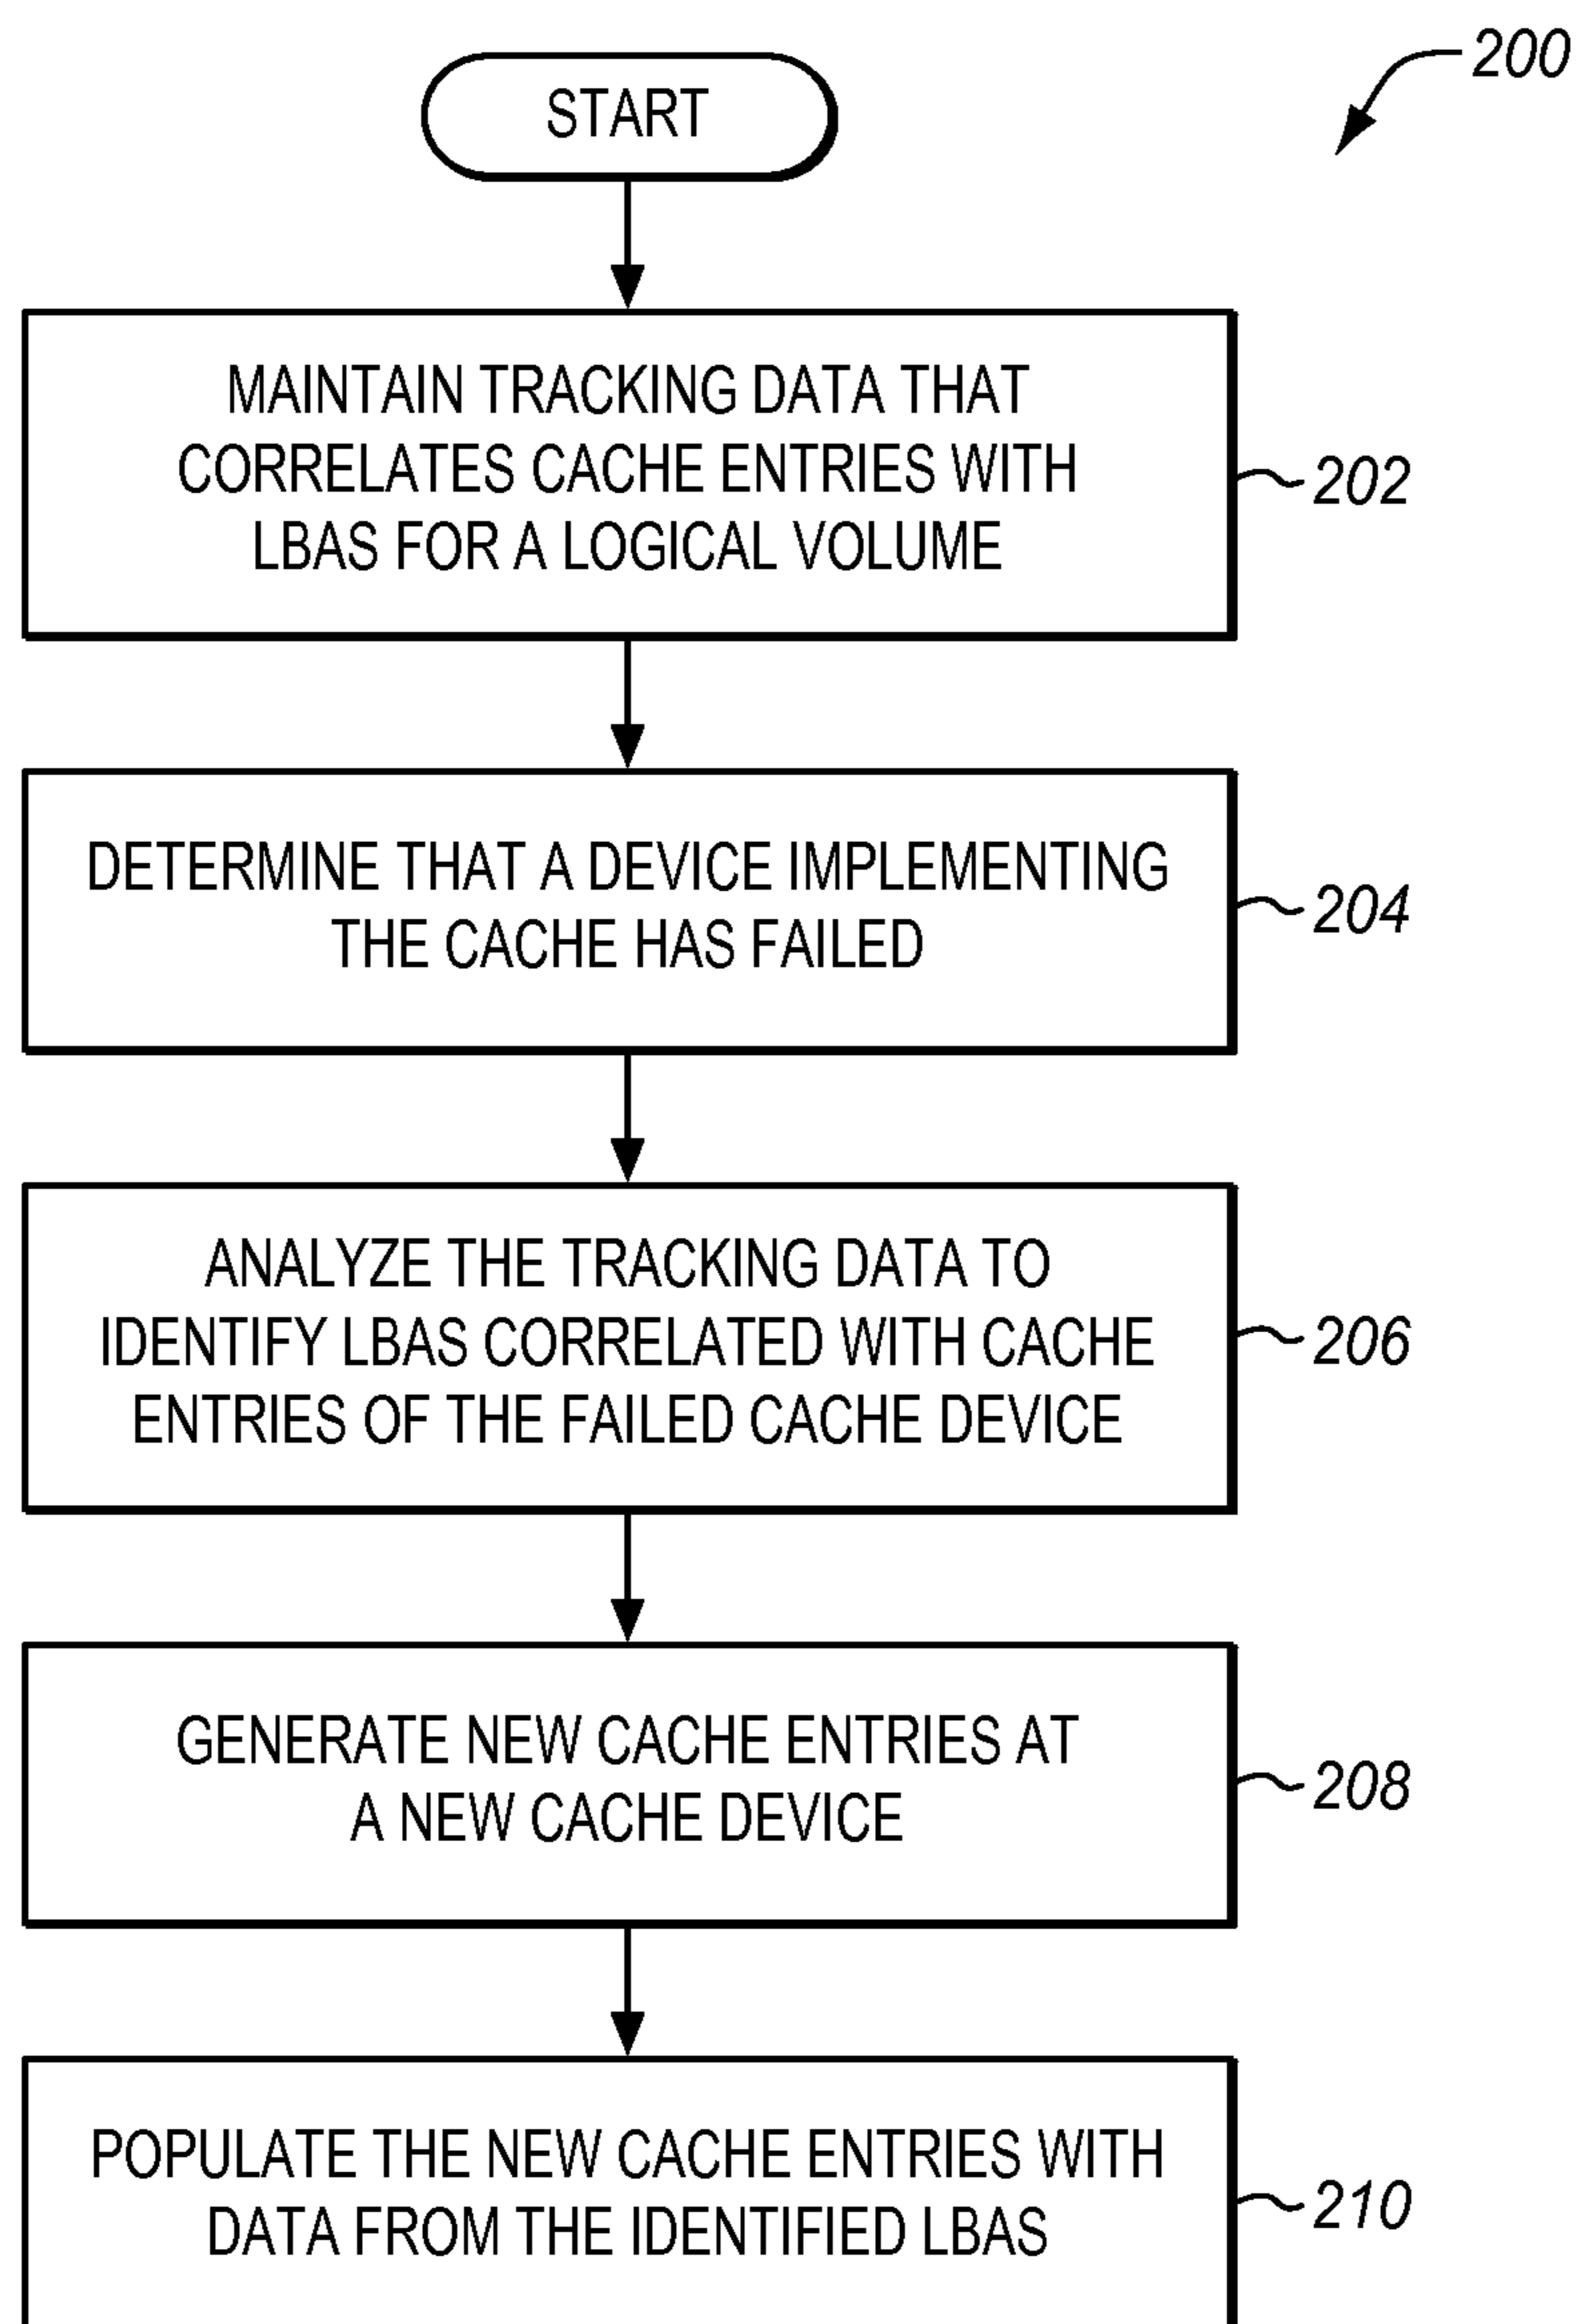 200
START
MAINTAIN TRACKING DATA THAT
CORRELATES CACHE ENTRIES WITH
LBAS FOR A LOGICAL VOLUME
202
DETERMINE THAT A DEVICE IMPLEMENTING
THE CACHE HAS FAILED
204
ANALYZE THE TRACKING DATA TO
IDENTIFY LBAS CORRELATED WITH CACHE
ENTRIES OF THE FAILED CACHE DEVICE
206
GENERATE NEW CACHE ENTRIES AT
A NEW CACHE DEVICE
208
POPULATE THE NEW CACHE ENTRIES WITH
DATA FROM THE IDENTIFIED LBAS
210